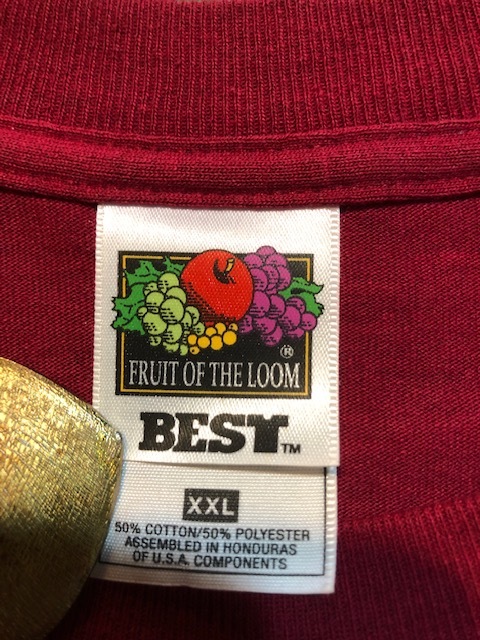 ®
FRUIT OF THE LOOM
BEST™
XXL
50% COTTON/50% POLYESTER
ASSEMBLED IN HONDURAS
OF U.S.A. COMPONENTS